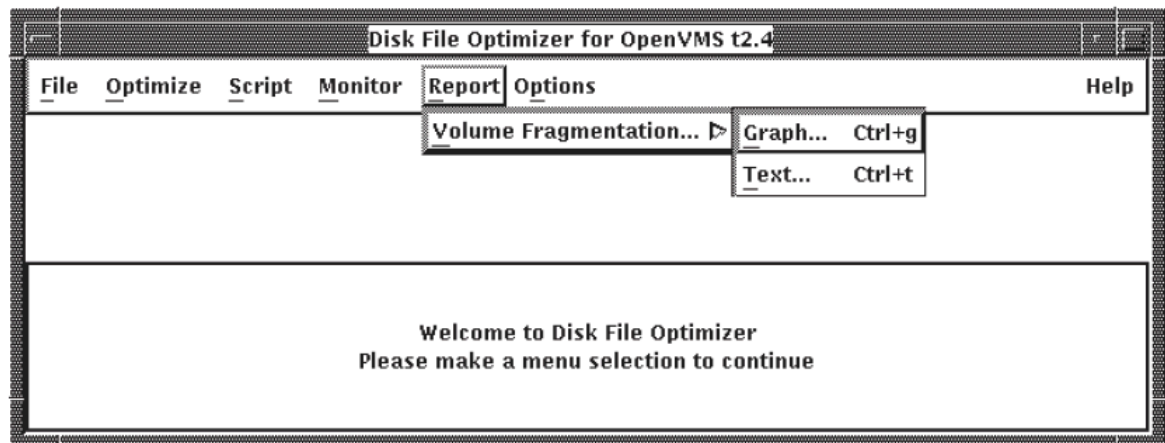 Disk File Optimizer for OpenVMS t2.4
File Optimize Script Monitor Report Options Help
Volume Fragmentation... Graph... Ctrl+g
Text... Ctrl+t
Welcome to Disk File Optimizer
Please make a menu selection to continue